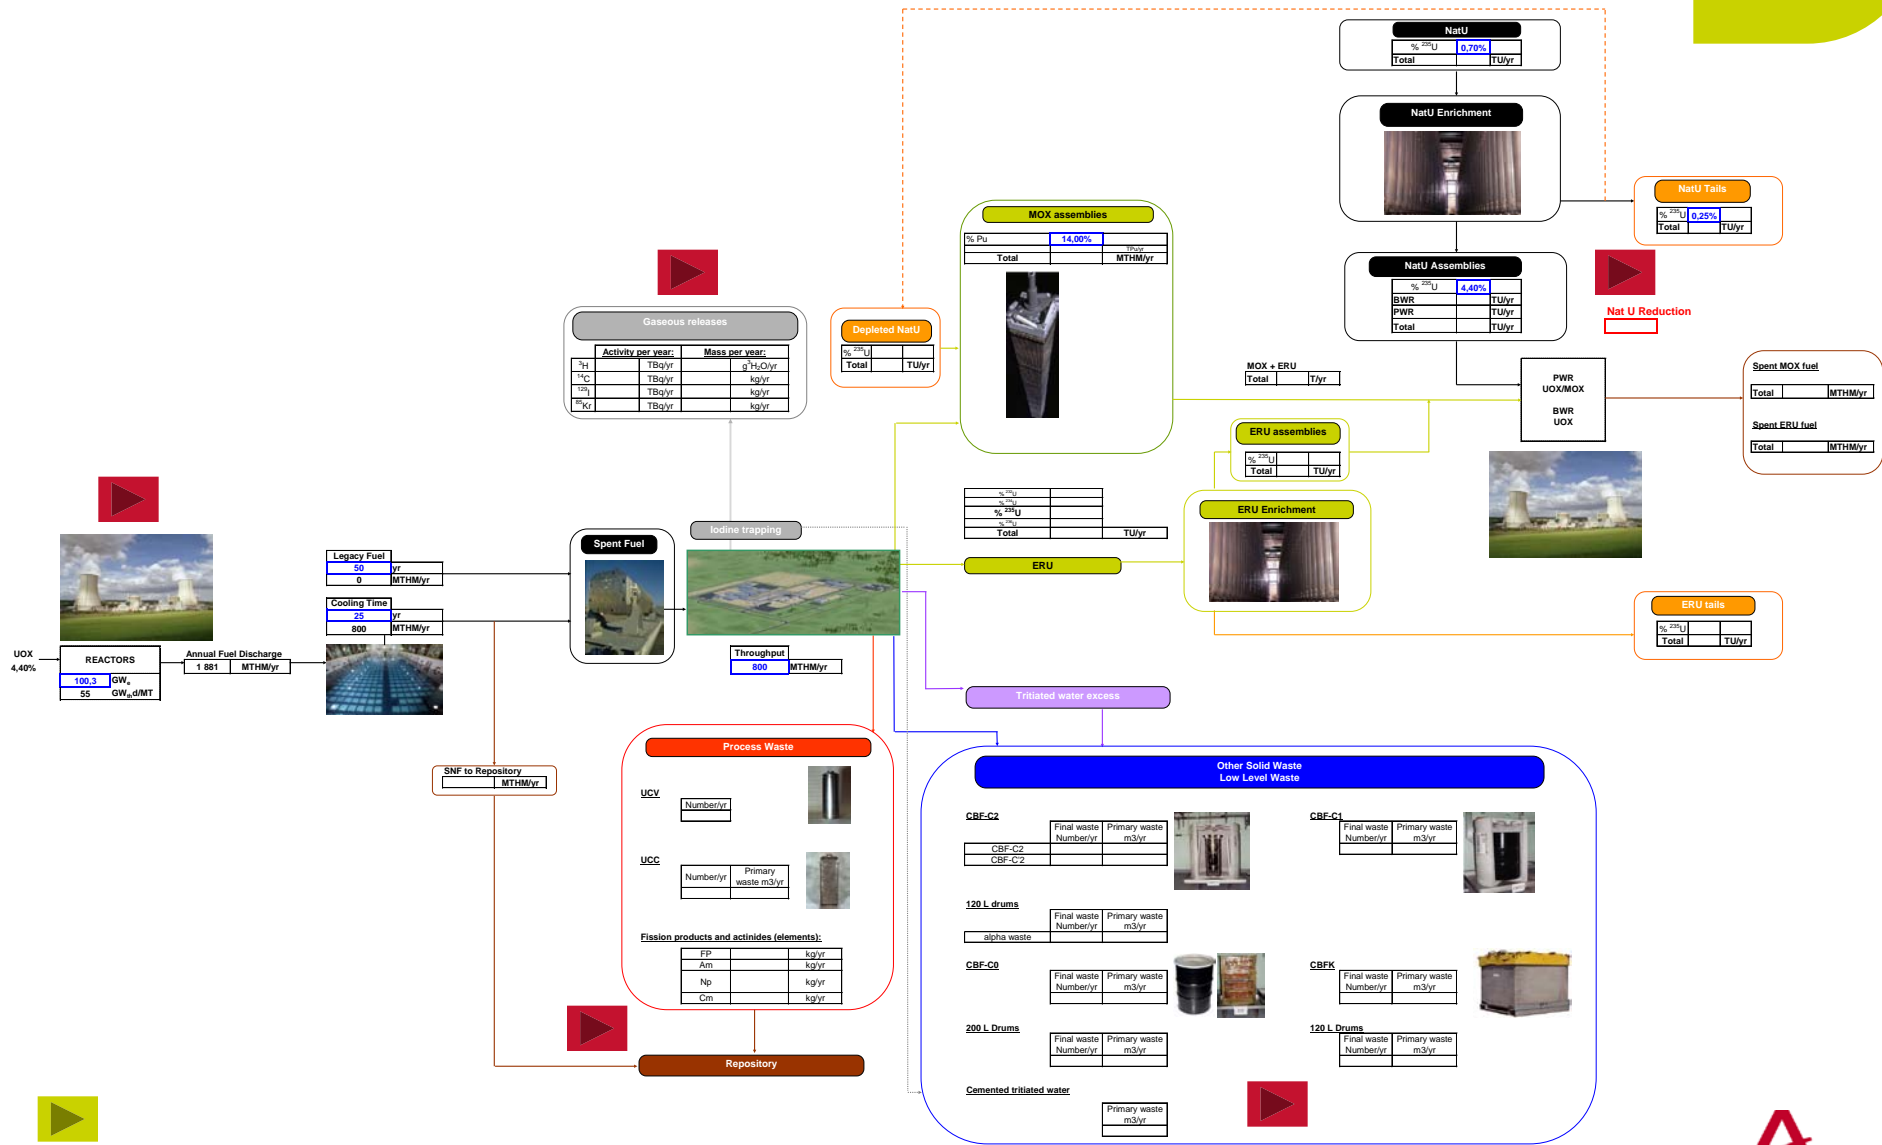 NatU
% 235U 0,70%
Total TU/yr
NatU Enrichment
NatU Tails
% 235U 0,25%
Total TU/yr
MOX assemblies
% Pu 14,00%
TPu/yr
Total MTHM/yr
NatU Assemblies
% 235U 4,40%
BWR TU/yr
PWR TU/yr
Total TU/yr
Nat U Reduction
Gaseous releases
Activity per year: Mass per year:
3H TBq/yr g3H2O/yr
14C TBq/yr kg/yr
129I TBq/yr kg/yr
85Kr TBq/yr kg/yr
Depleted NatU
% 235U
Total TU/yr
MOX + ERU
Total T/yr
PWR
UOX/MOX
BWR
UOX
Spent MOX fuel
Total MTHM/yr
Spent ERU fuel
Total MTHM/yr
ERU assemblies
% 235U
Total TU/yr
% 232U
% 234U
% 235U
% 236U
Total TU/yr
ERU Enrichment
ERU
Iodine trapping
Spent Fuel
Legacy Fuel
50 yr
0 MTHM/yr
Cooling Time
25 yr
800 MTHM/yr
UOX
4,40%
REACTORS
100,3 GWe
55 GWthd/MT
Annual Fuel Discharge
1 881 MTHM/yr
Throughput
800 MTHM/yr
ERU tails
% 235U
Total TU/yr
Tritiated water excess
SNF to Repository
MTHM/yr
Process Waste
UCV
Number/yr
UCC
Number/yr Primary
waste m3/yr
Fission products and actinides (elements):
FP kg/yr
Am kg/yr
Np kg/yr
Cm kg/yr
Repository
Other Solid Waste
Low Level Waste
CBF-C2
Final waste Primary waste
Number/yr m3/yr
CBF-C2
CBF-C'2
CBF-C1
Final waste Primary waste
Number/yr m3/yr
120 L drums
Final waste Primary waste
Number/yr m3/yr
alpha waste
CBF-C0
Final waste Primary waste
Number/yr m3/yr
CBFK
Final waste Primary waste
Number/yr m3/yr
200 L Drums
Final waste Primary waste
Number/yr m3/yr
120 L Drums
Final waste Primary waste
Number/yr m3/yr
Cemented tritiated water
Primary waste
m3/yr